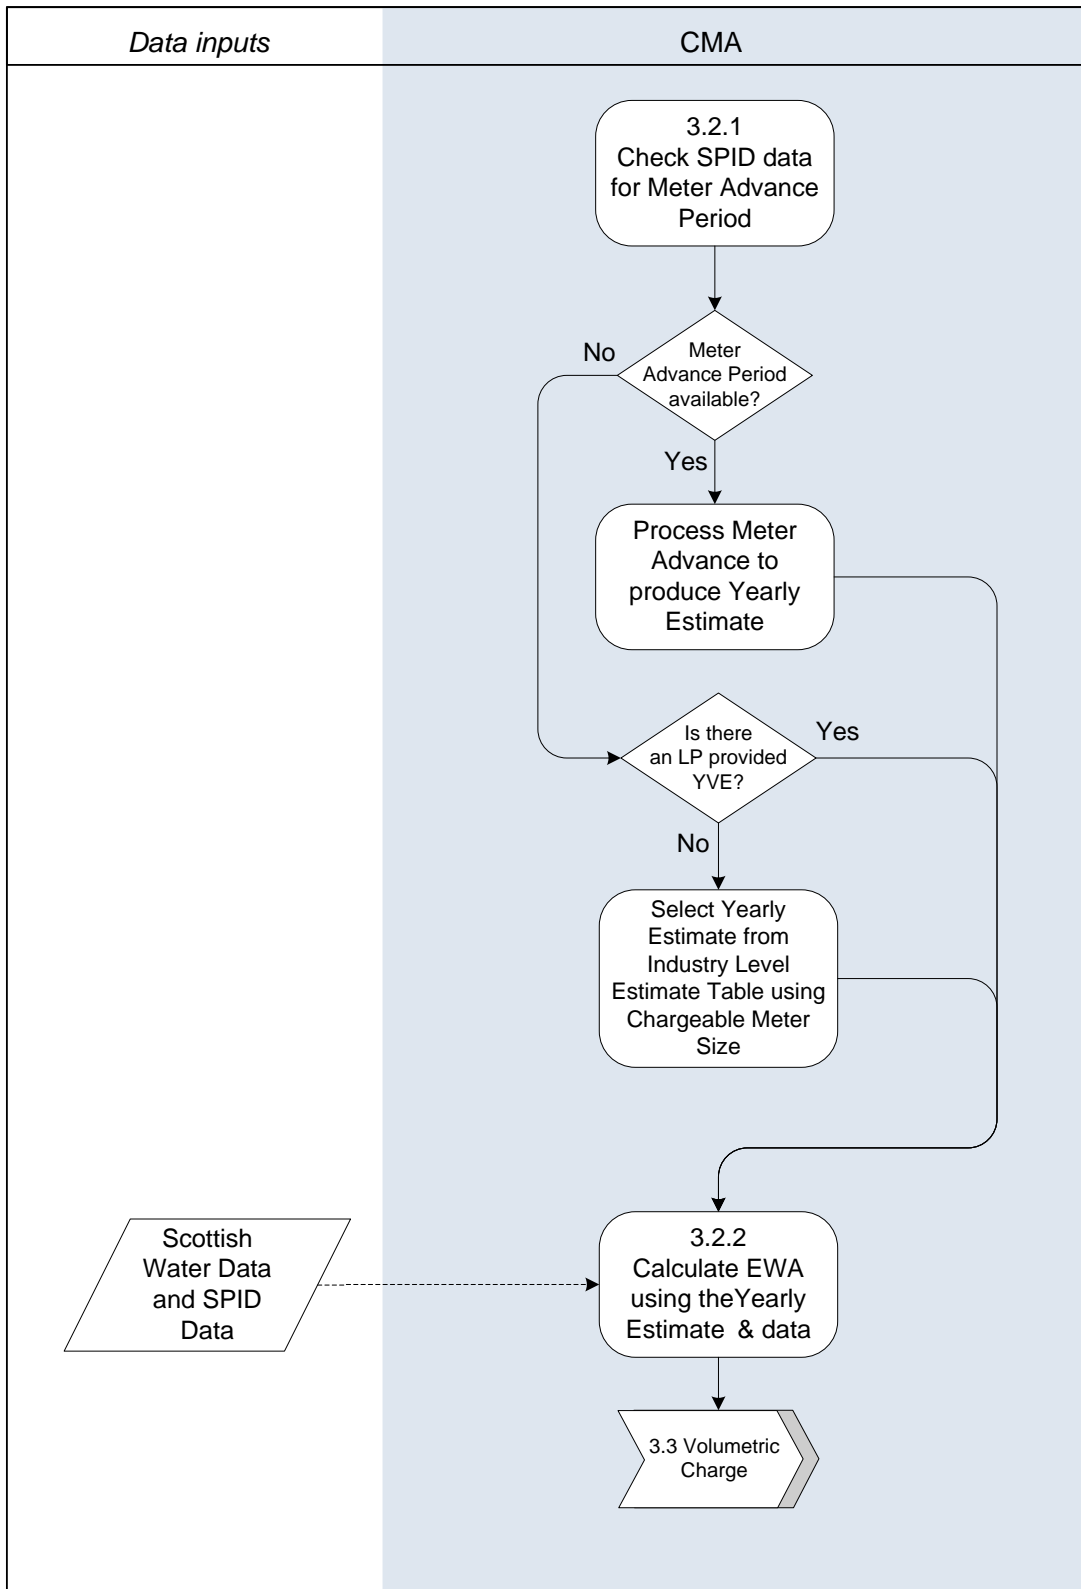 Data inputs
CMA
3.2.1
Check SPID data
for Meter Advance
Period
No
Meter
Advance Period
available?
Yes
Process Meter
Advance to
produce Yearly
Estimate
Is there
an LP provided
YVE?
Yes
No
Select Yearly
Estimate from
Industry Level
Estimate Table using
Chargeable Meter
Size
Scottish
Water Data
and SPID
Data
3.2.2
Calculate EWA
using theYearly
Estimate & data
3.3 Volumetric
Charge